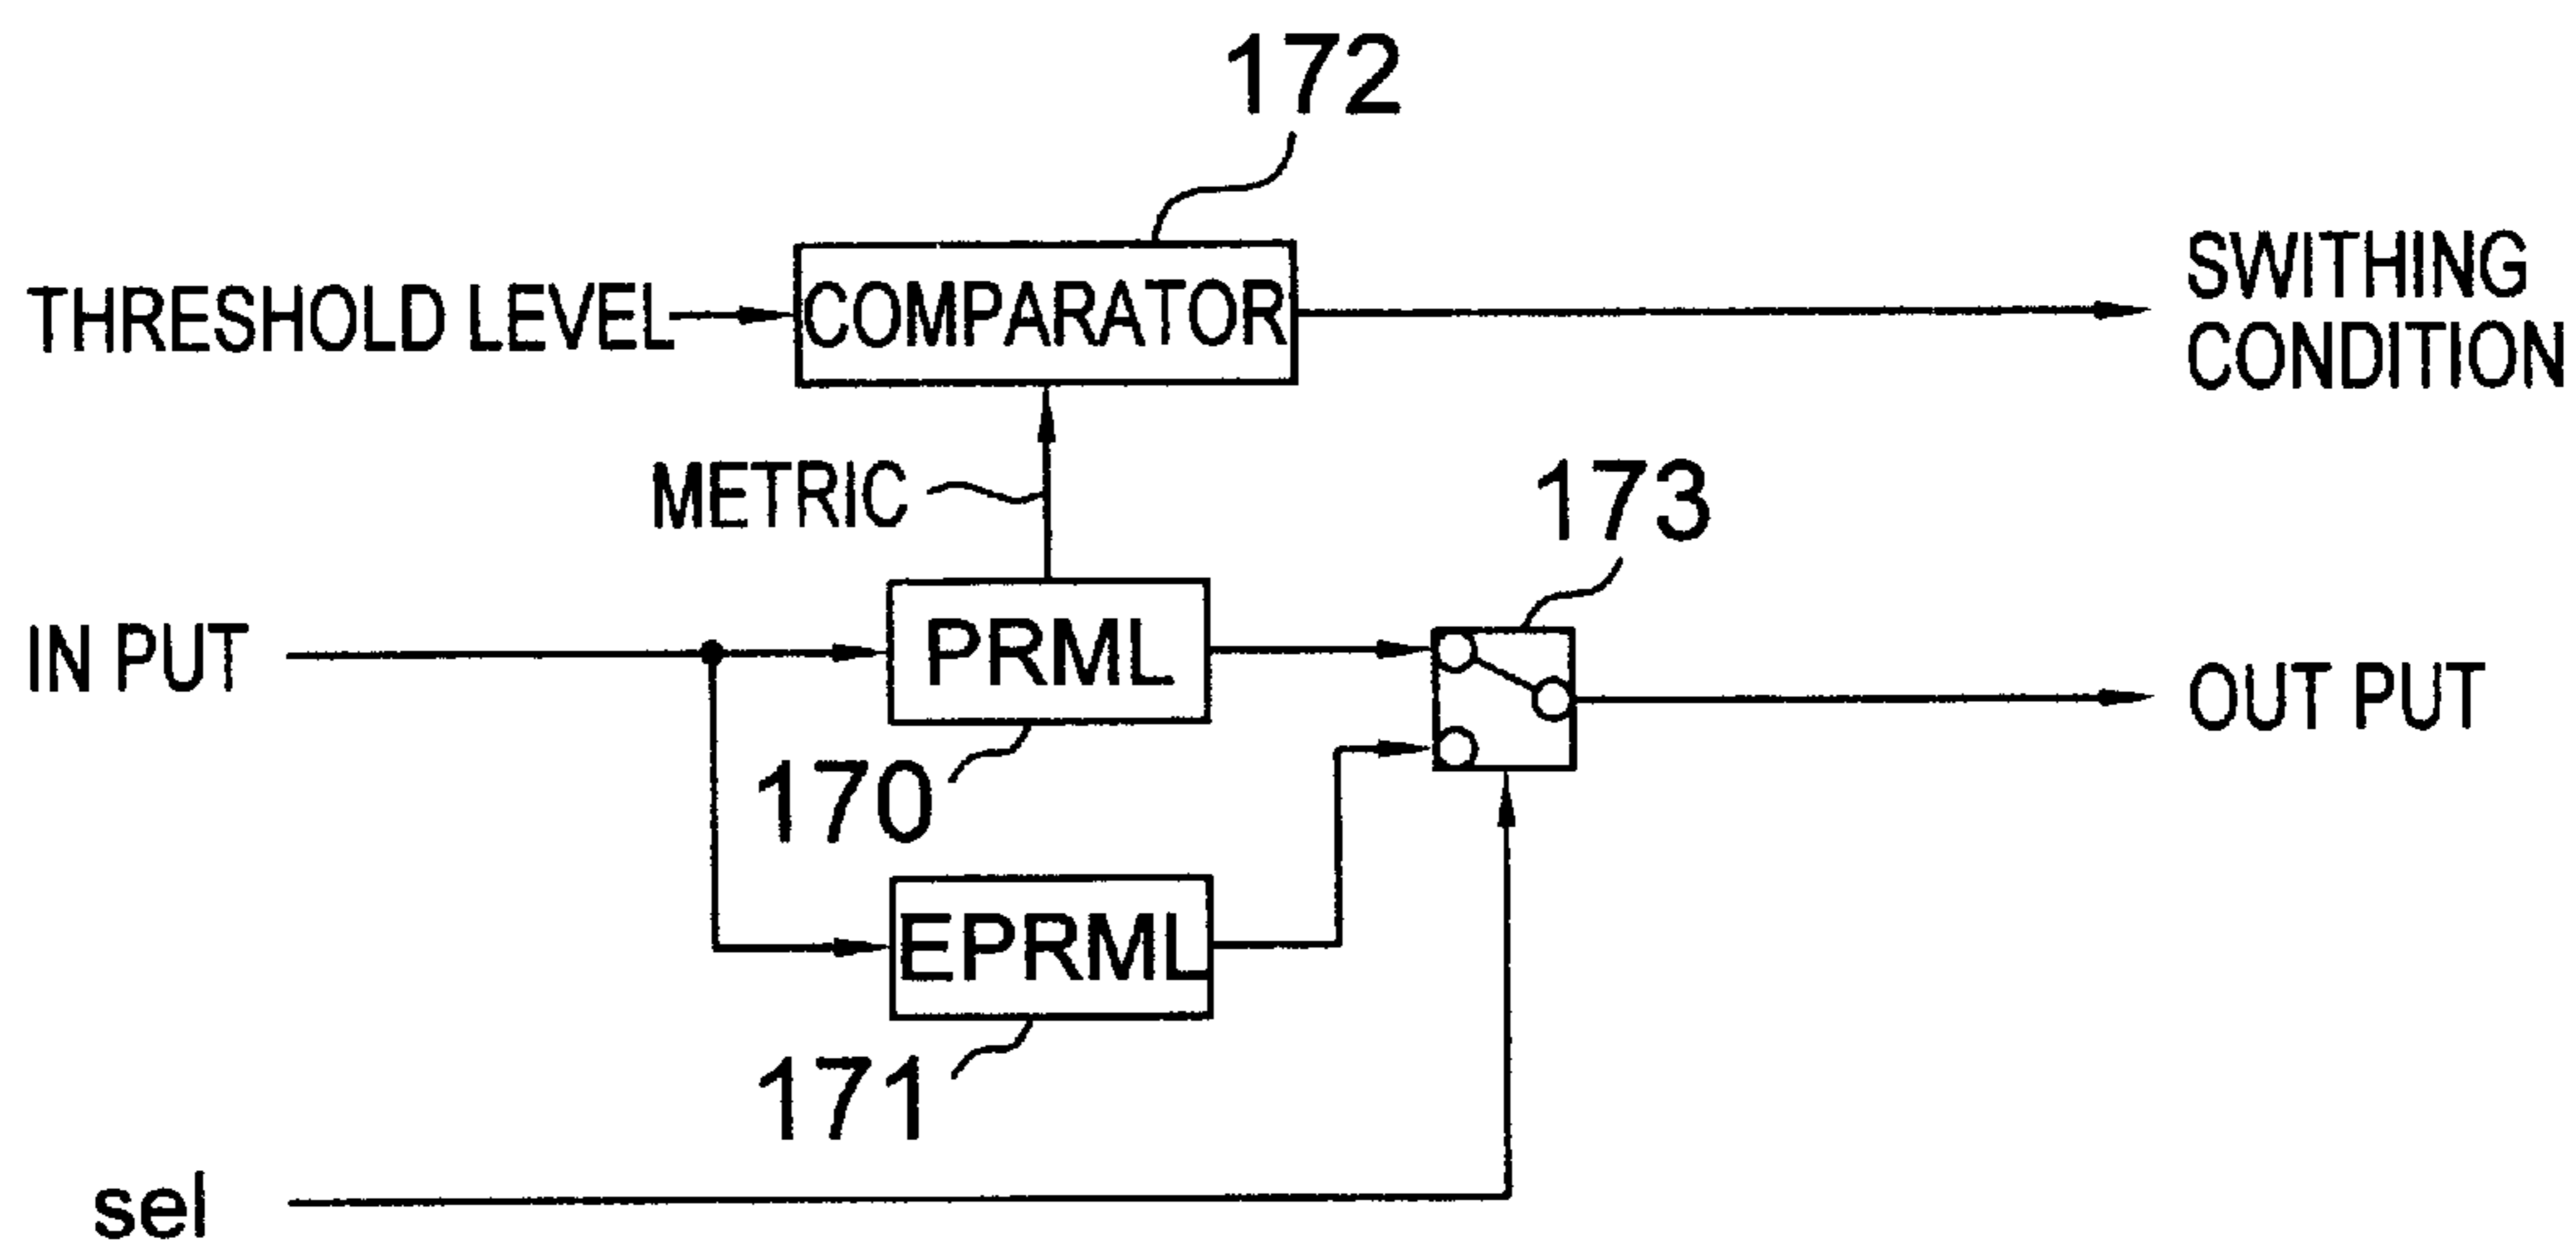 172
THRESHOLD LEVEL
COMPARATOR
SWITHING
CONDITION
METRIC
173
IN PUT
PRML
OUT PUT
170
EPRML
171
sel